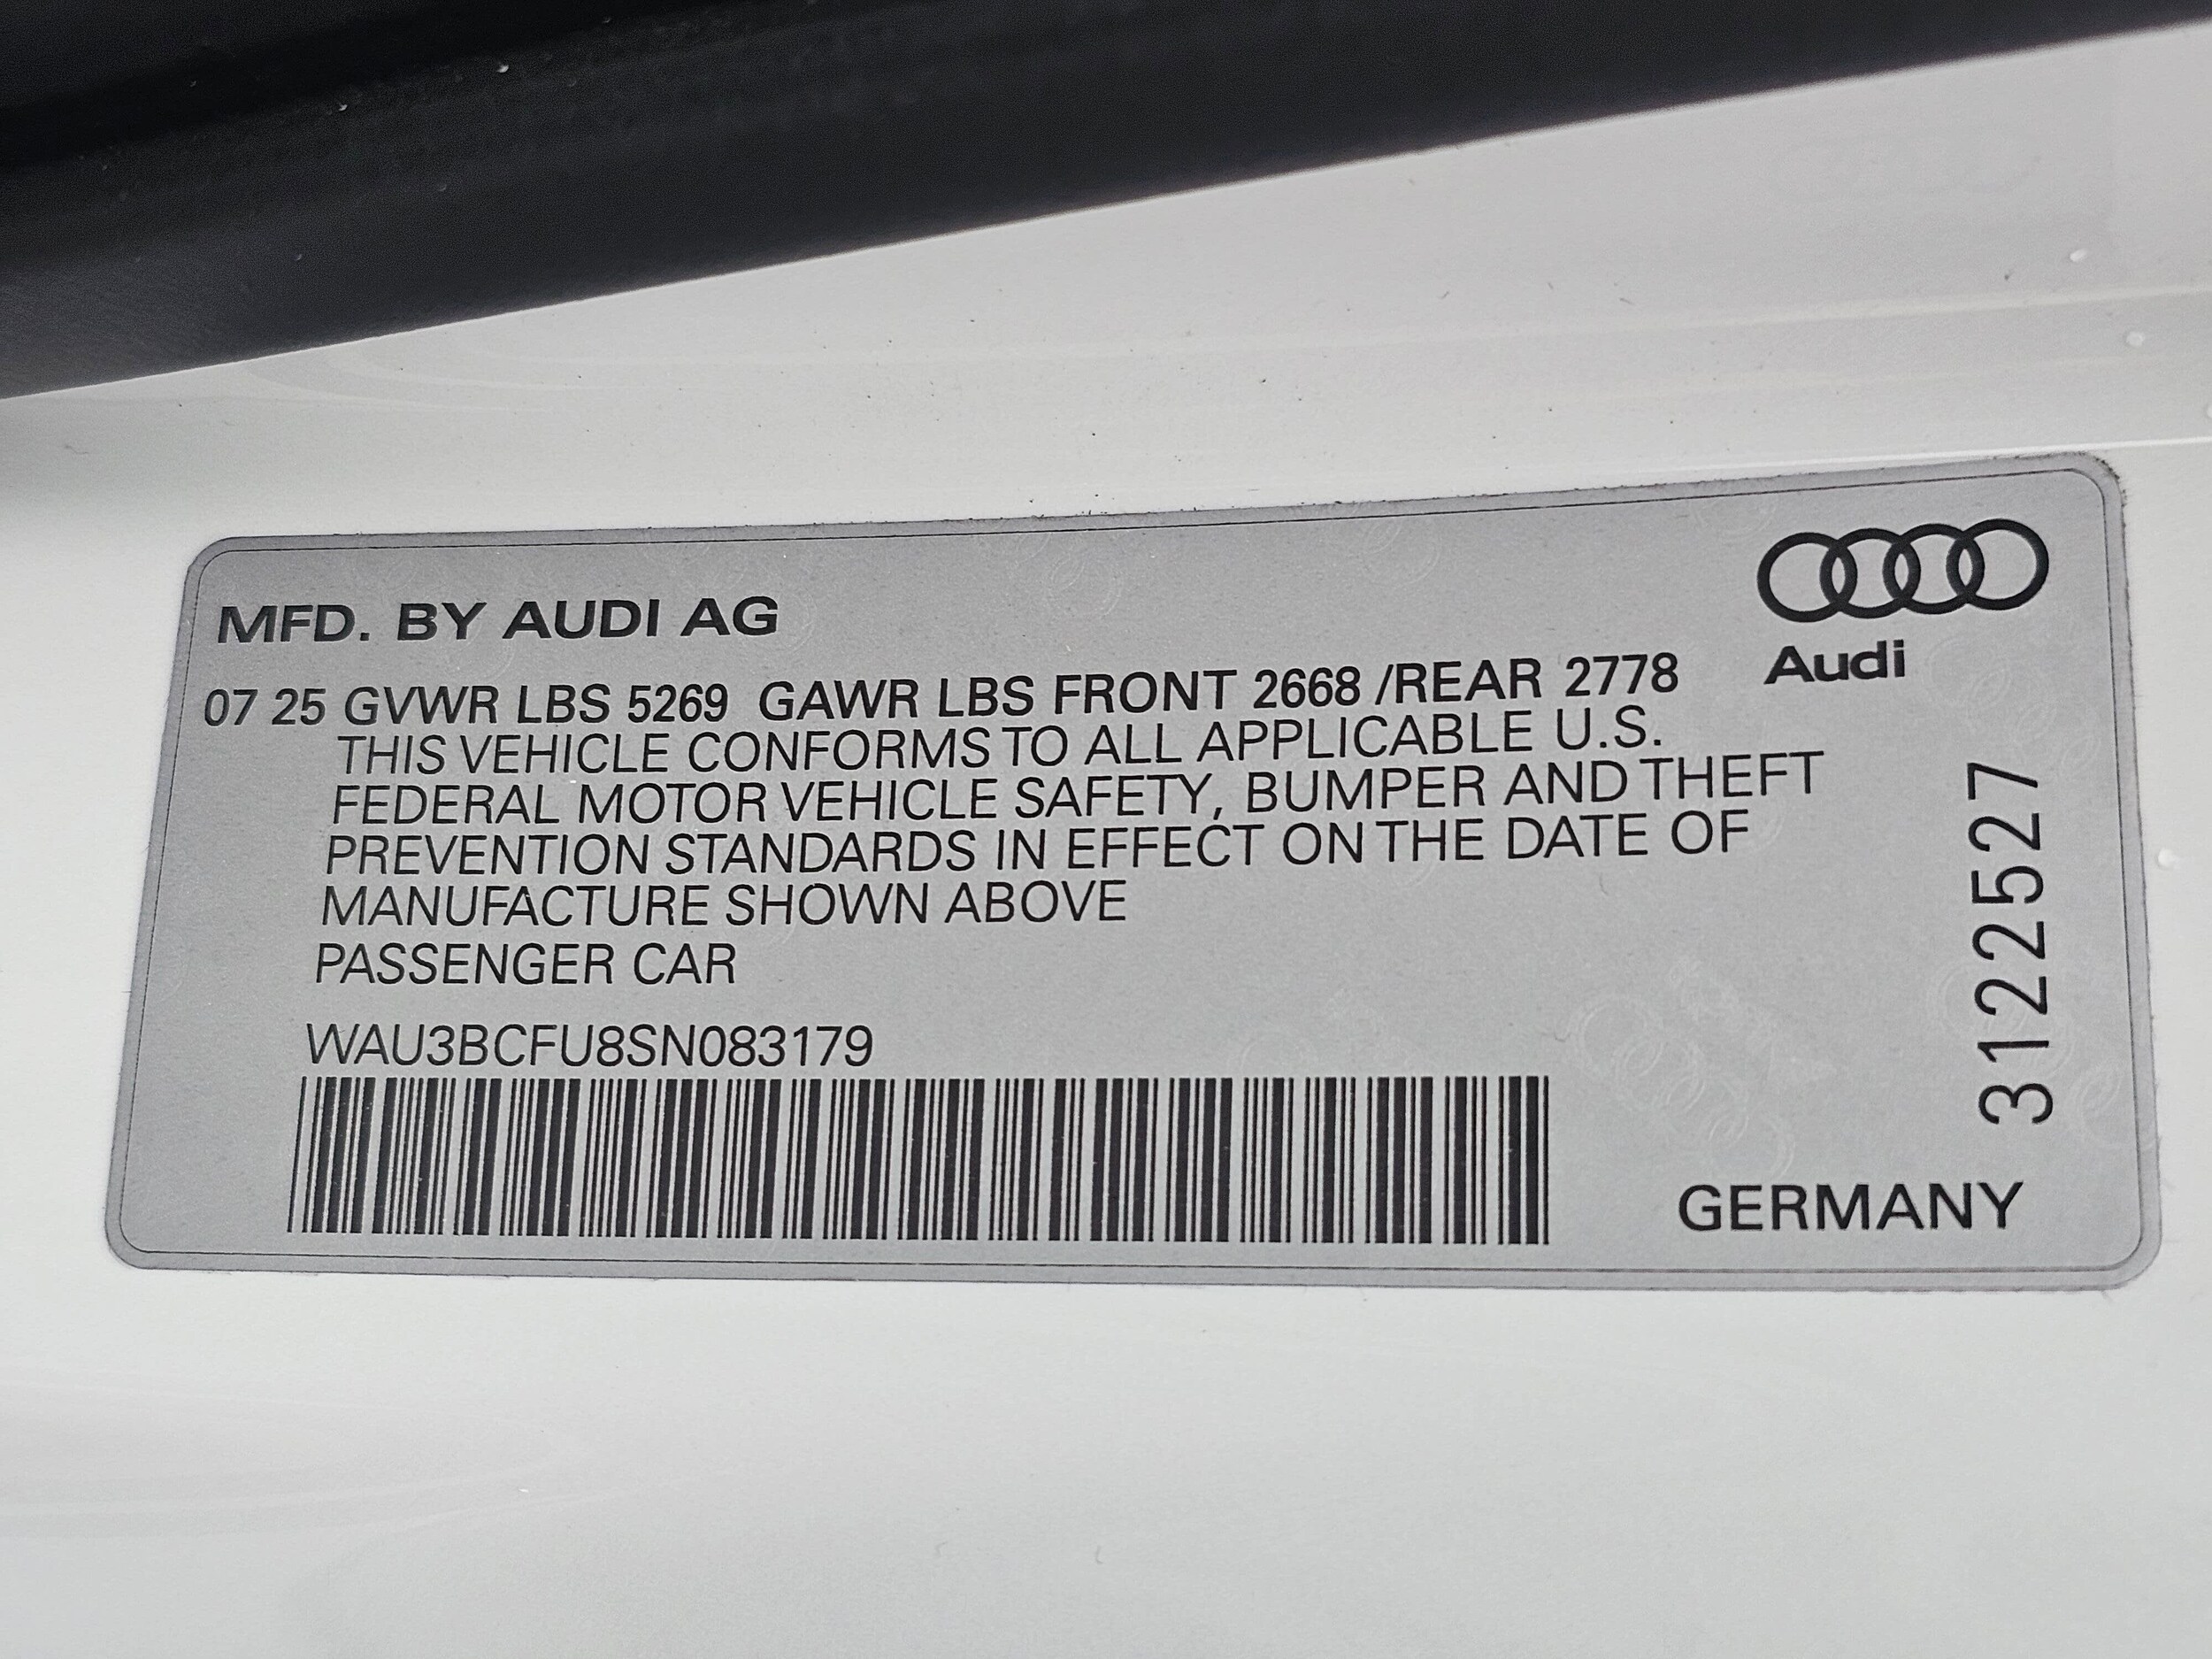 MFD. BY AUDI AG
Audi
07 25 GVWR LBS 5269 GAWR LBS FRONT 2668 /REAR 2778
THIS VEHICLE CONFORMS TO ALL APPLICABLE U.S.
FEDERAL MOTOR VEHICLE SAFETY, BUMPER AND THEFT
PREVENTION STANDARDS IN EFFECT ON THE DATE OF
MANUFACTURE SHOWN ABOVE
PASSENGER CAR
WAU3BCFU8SN083179
3122527
GERMANY